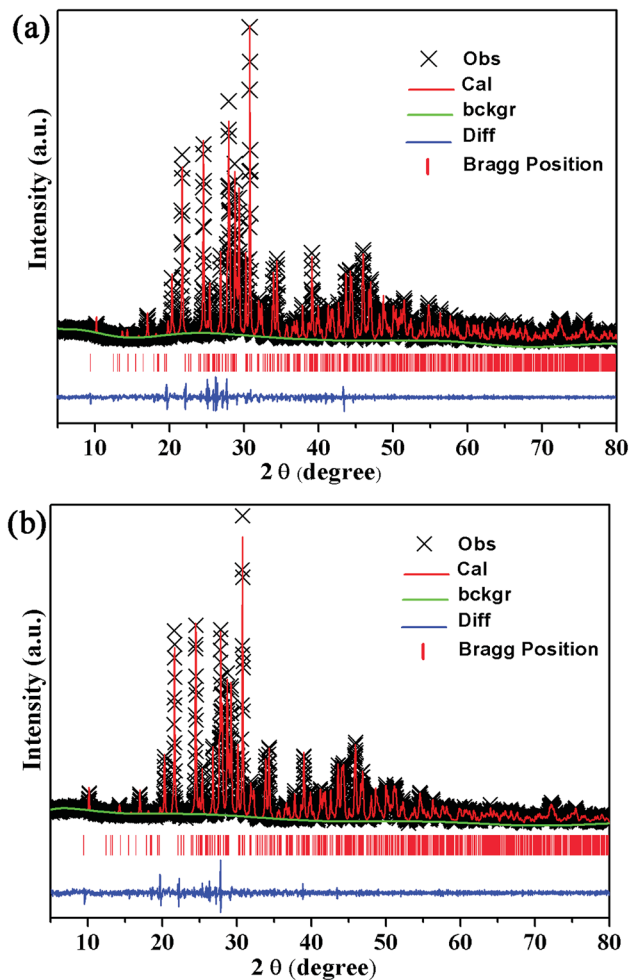 (a)
Obs
Cal
bckgr
Diff
Bragg Position
Intensity (a.u.)
10 20 30 40 50 60 70 80
2 θ (degree)
(b)
Obs
Cal
bckgr
Diff
Bragg Position
Intensity (a.u.)
10 20 30 40 50 60 70 80
2 θ (degree)